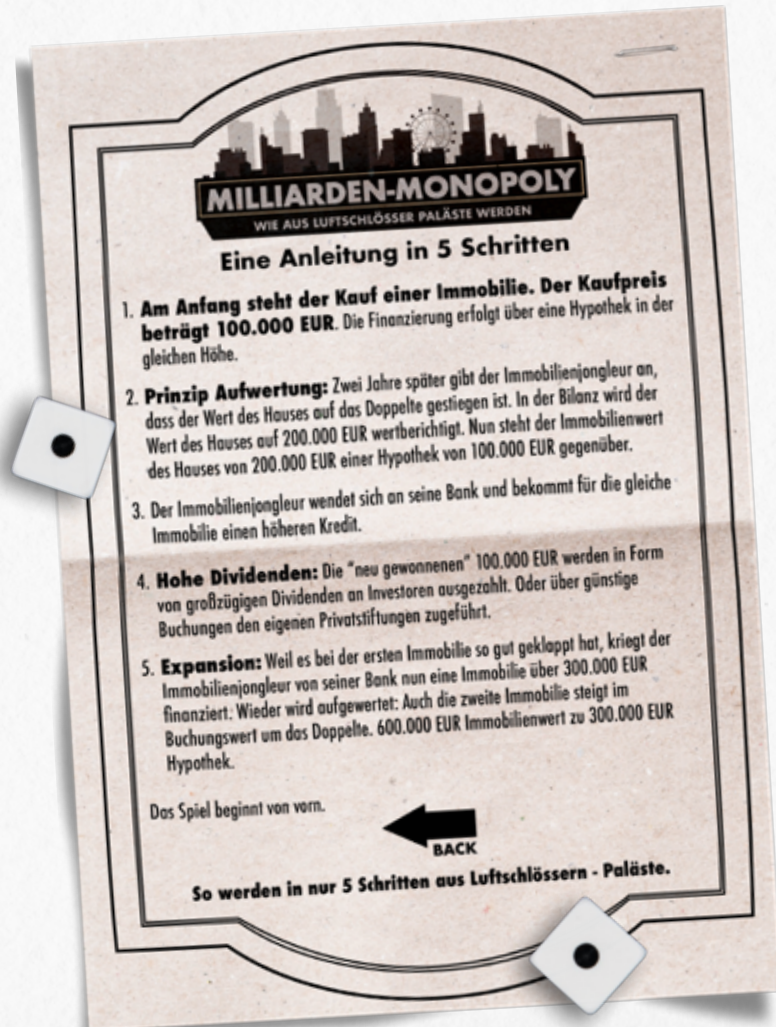 MILLIARDEN-MONOPOLY
WIE AUS LUFTSCHLÖSSER PALÄSTE WERDEN
Eine Anleitung in 5 Schritten
1. Am Anfang steht der Kauf einer Immobilie. Der Kaufpreis
beträgt 100.000 EUR. Die Finanzierung erfolgt über eine Hypothek in der
gleichen Höhe.
2. Prinzip Aufwertung: Zwei Jahre später gibt der Immobilienjongleur an,
dass der Wert des Hauses auf das Doppelte gestiegen ist. In der Bilanz wird der
Wert des Hauses auf 200.000 EUR wertberichtigt. Nun steht der Immobilienwert
des Hauses von 200.000 EUR einer Hypothek von 100.000 EUR gegenüber.
3. Der Immobilienjongleur wendet sich an seine Bank und bekommt für die gleiche
Immobilie einen höheren Kredit.
4. Hohe Dividenden: Die "neu gewonnenen" 100.000 EUR werden in Form
von großzügigen Dividenden an Investoren ausgezahlt. Oder über günstige
Buchungen den eigenen Privatstiftungen zugeführt.
5. Expansion: Weil es bei der ersten Immobilie so gut geklappt hat, kriegt der
Immobilienjongleur von seiner Bank nun eine Immobilie über 300.000 EUR
finanziert: Wieder wird aufgewertet: Auch die zweite Immobilie steigt im
Buchungswert um das Doppelte. 600.000 EUR Immobilienwert zu 300.000 EUR
Hypothek.
Das Spiel beginnt von vorn.
BACK
So werden in nur 5 Schritten aus Luftschlössern - Paläste.